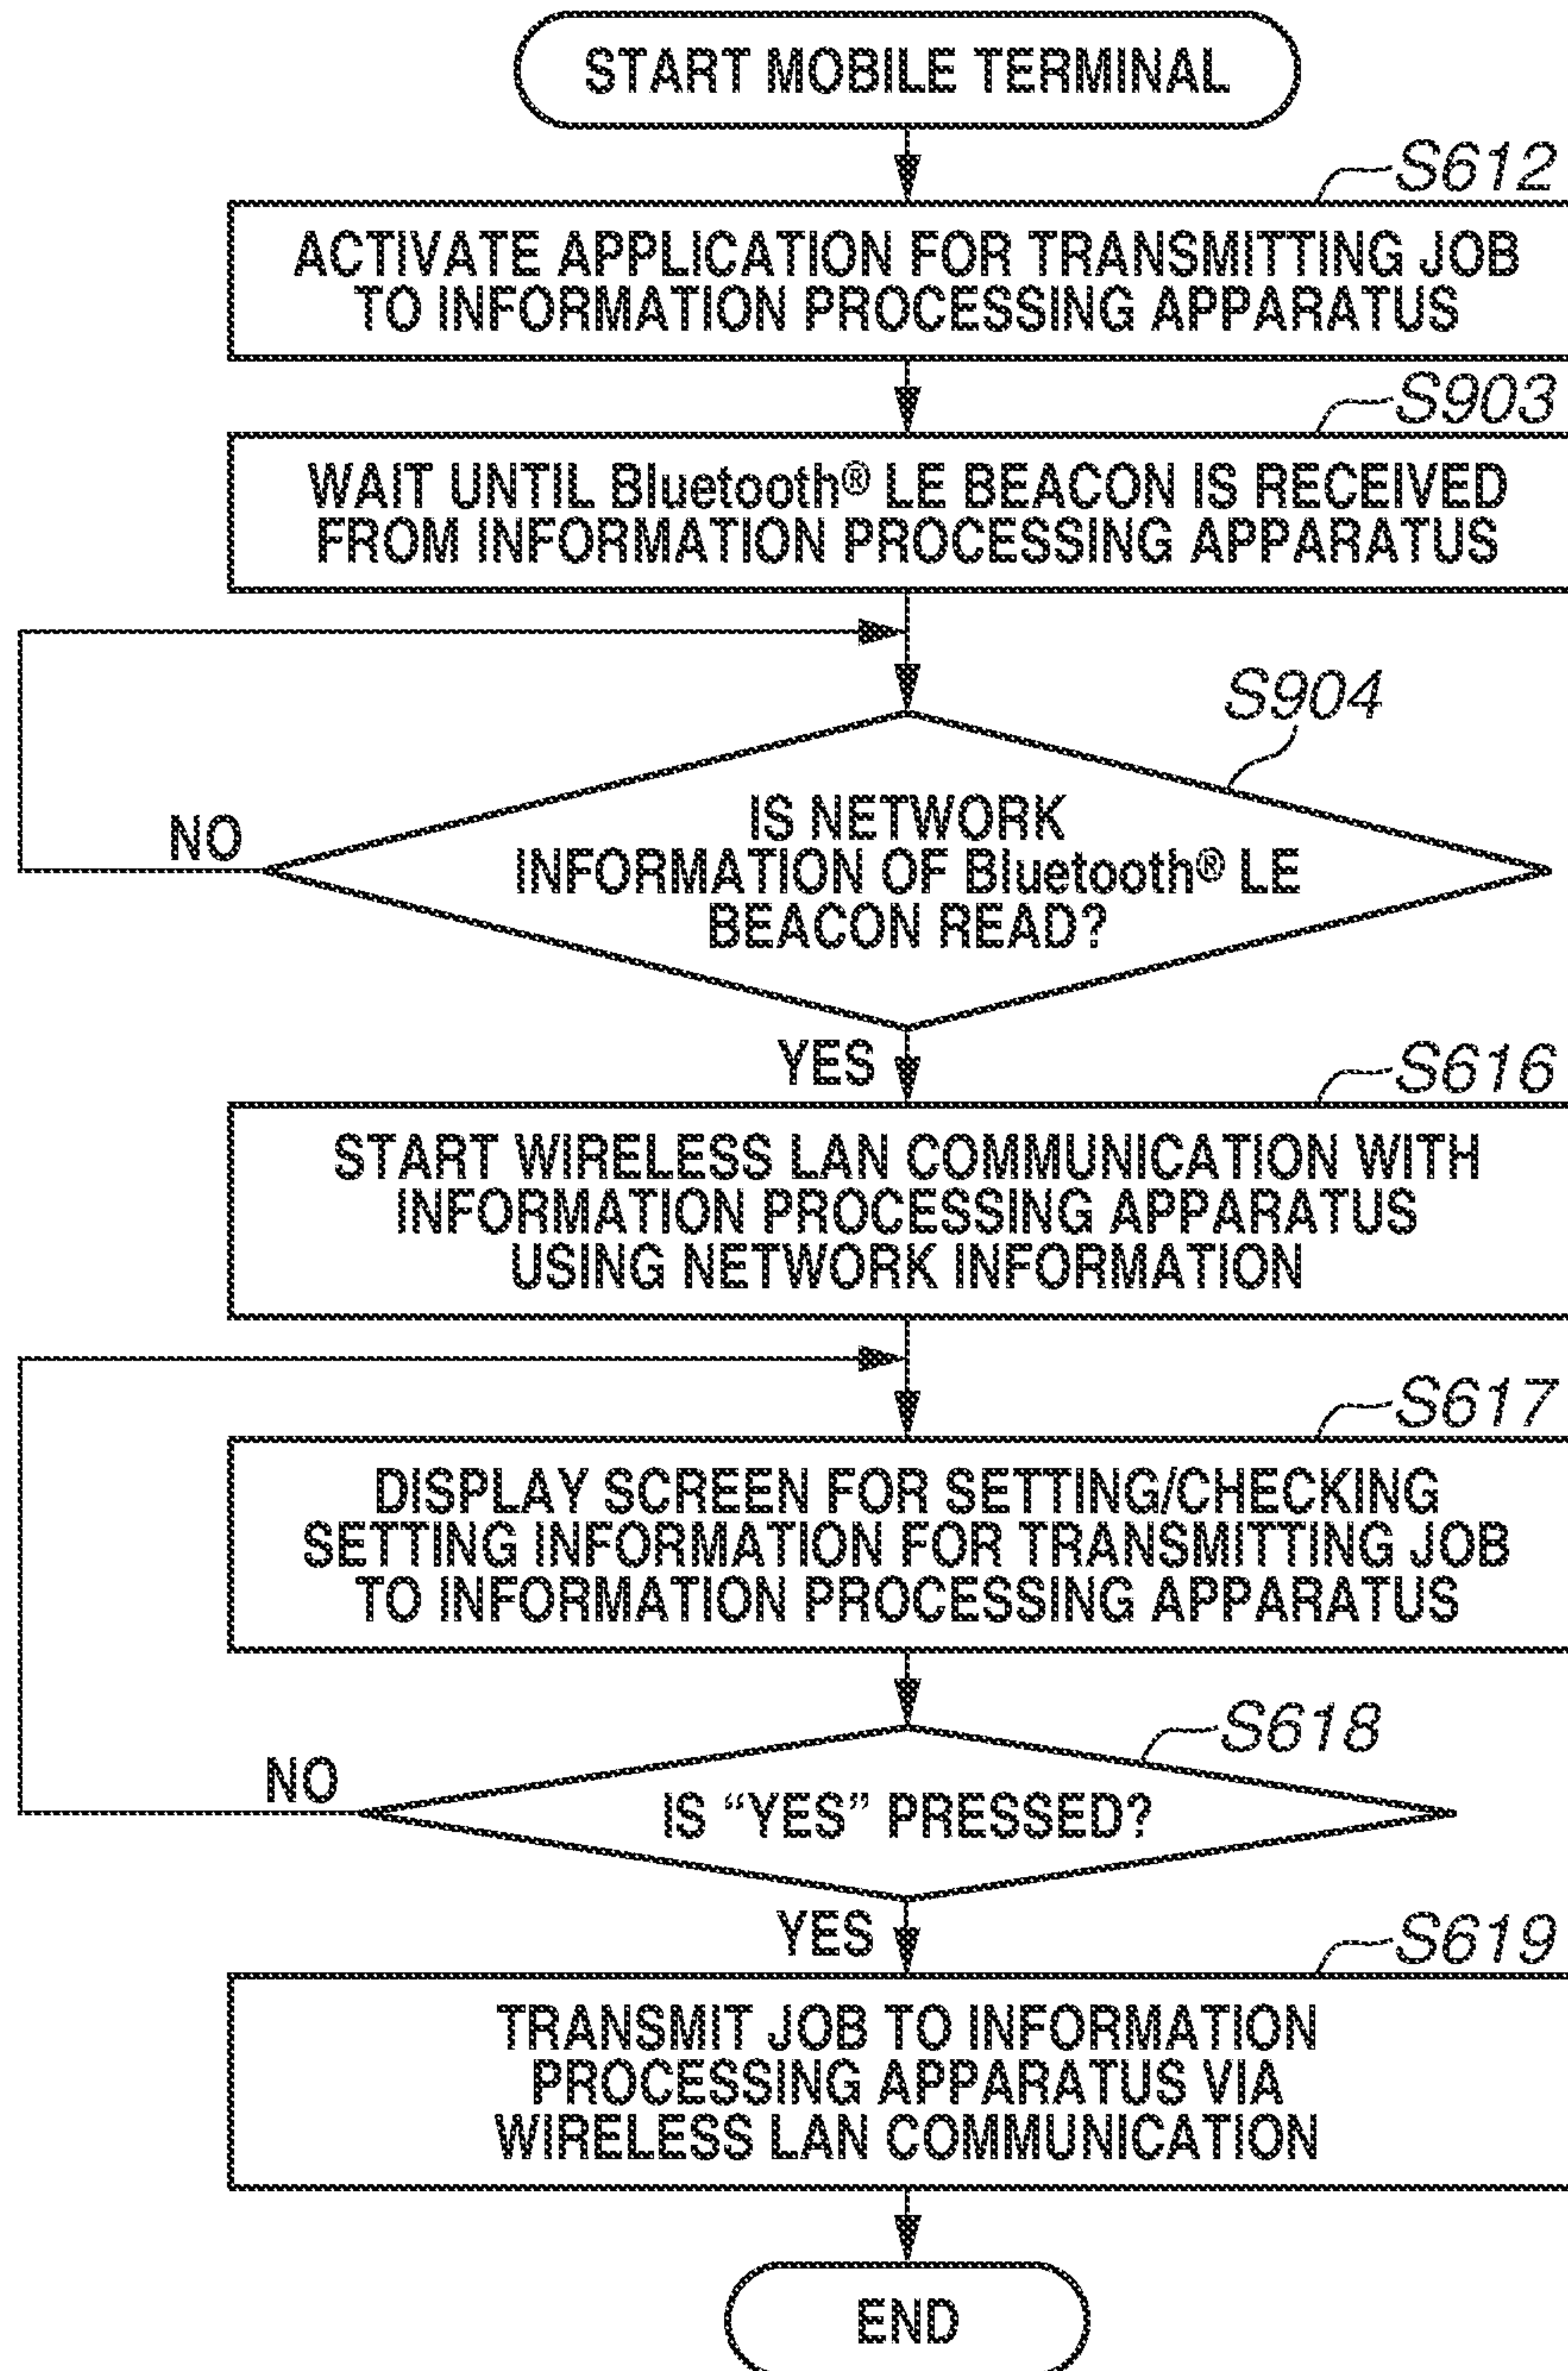 START MOBILE TERMINAL
S612
ACTIVATE APPLICATION FOR TRANSMITTING JOB
TO INFORMATION PROCESSING APPARATUS
S903
WAIT UNTIL Bluetooth® LE BEACON IS RECEIVED
FROM INFORMATION PROCESSING APPARATUS
S904
IS NETWORK
INFORMATION OF Bluetooth® LE
BEACON READ?
NO
YES
S616
START WIRELESS LAN COMMUNICATION WITH
INFORMATION PROCESSING APPARATUS
USING NETWORK INFORMATION
S617
DISPLAY SCREEN FOR SETTING/CHECKING
SETTING INFORMATION FOR TRANSMITTING JOB
TO INFORMATION PROCESSING APPARATUS
S618
NO
IS “YES” PRESSED?
YES
S619
TRANSMIT JOB TO INFORMATION
PROCESSING APPARATUS VIA
WIRELESS LAN COMMUNICATION
END